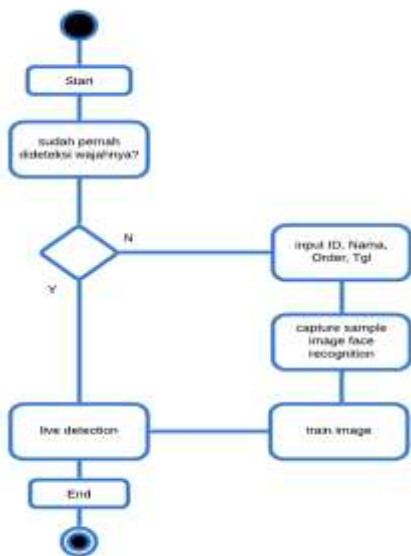 Start
sudah pernah
dideteksi wajahnya?
N
input ID, Nama,
Order, Tgl
Y
capture sample
image face
recognition
live detection
train image
End